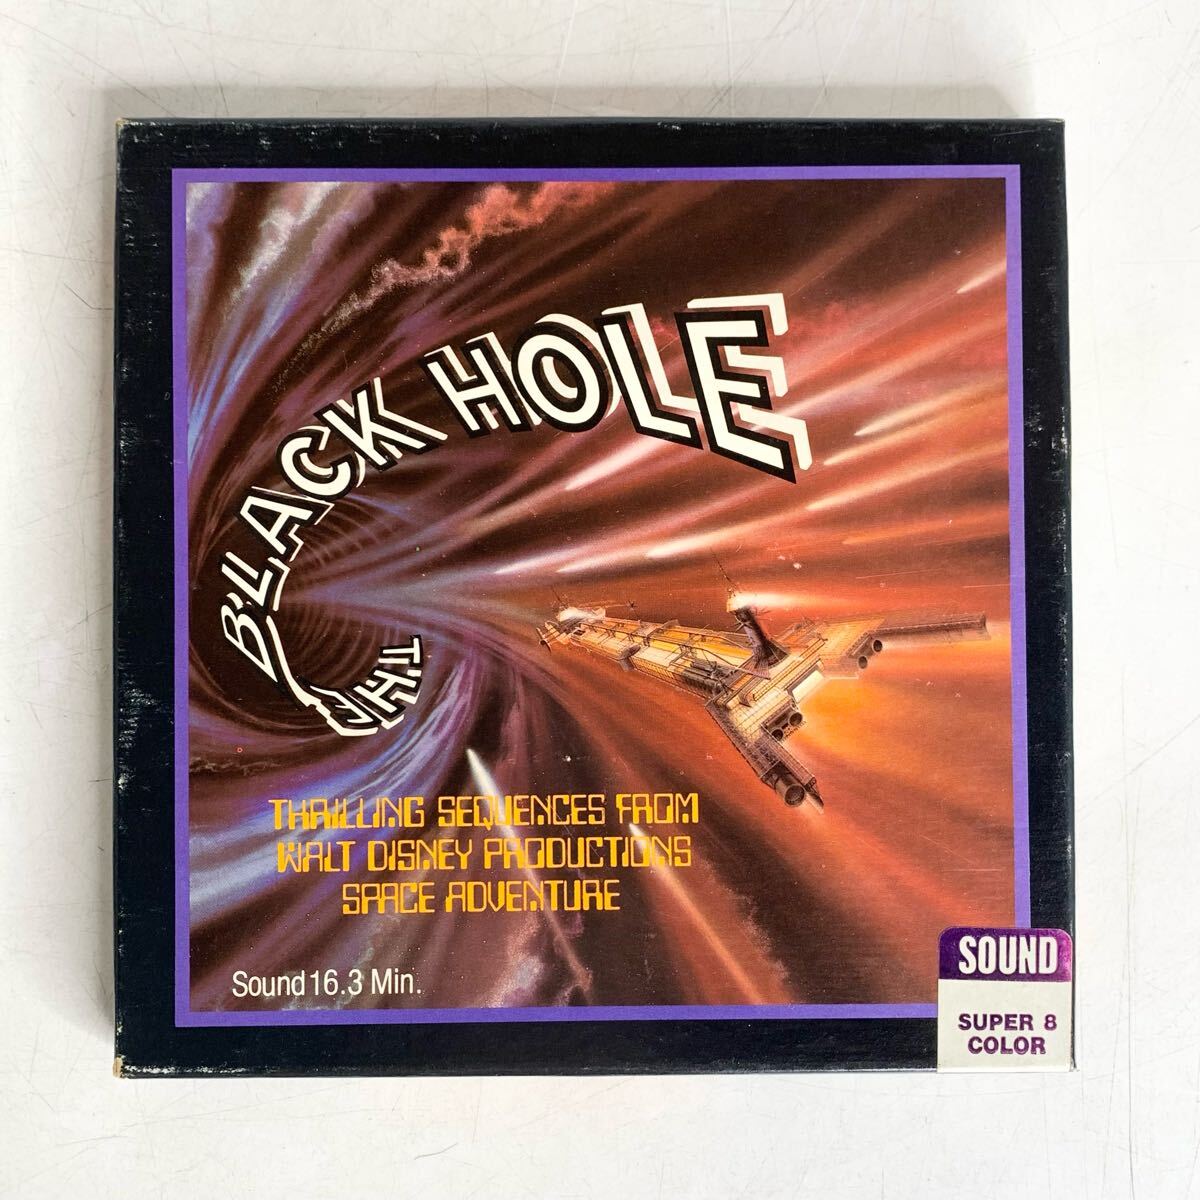 THE BLACK HOLE
THRILLING SEQUENCES FROM
WALT DISNEY PRODUCTIONS
SPACE ADVENTURE
Sound 16.3 Min.
SOUND
SUPER 8
COLOR